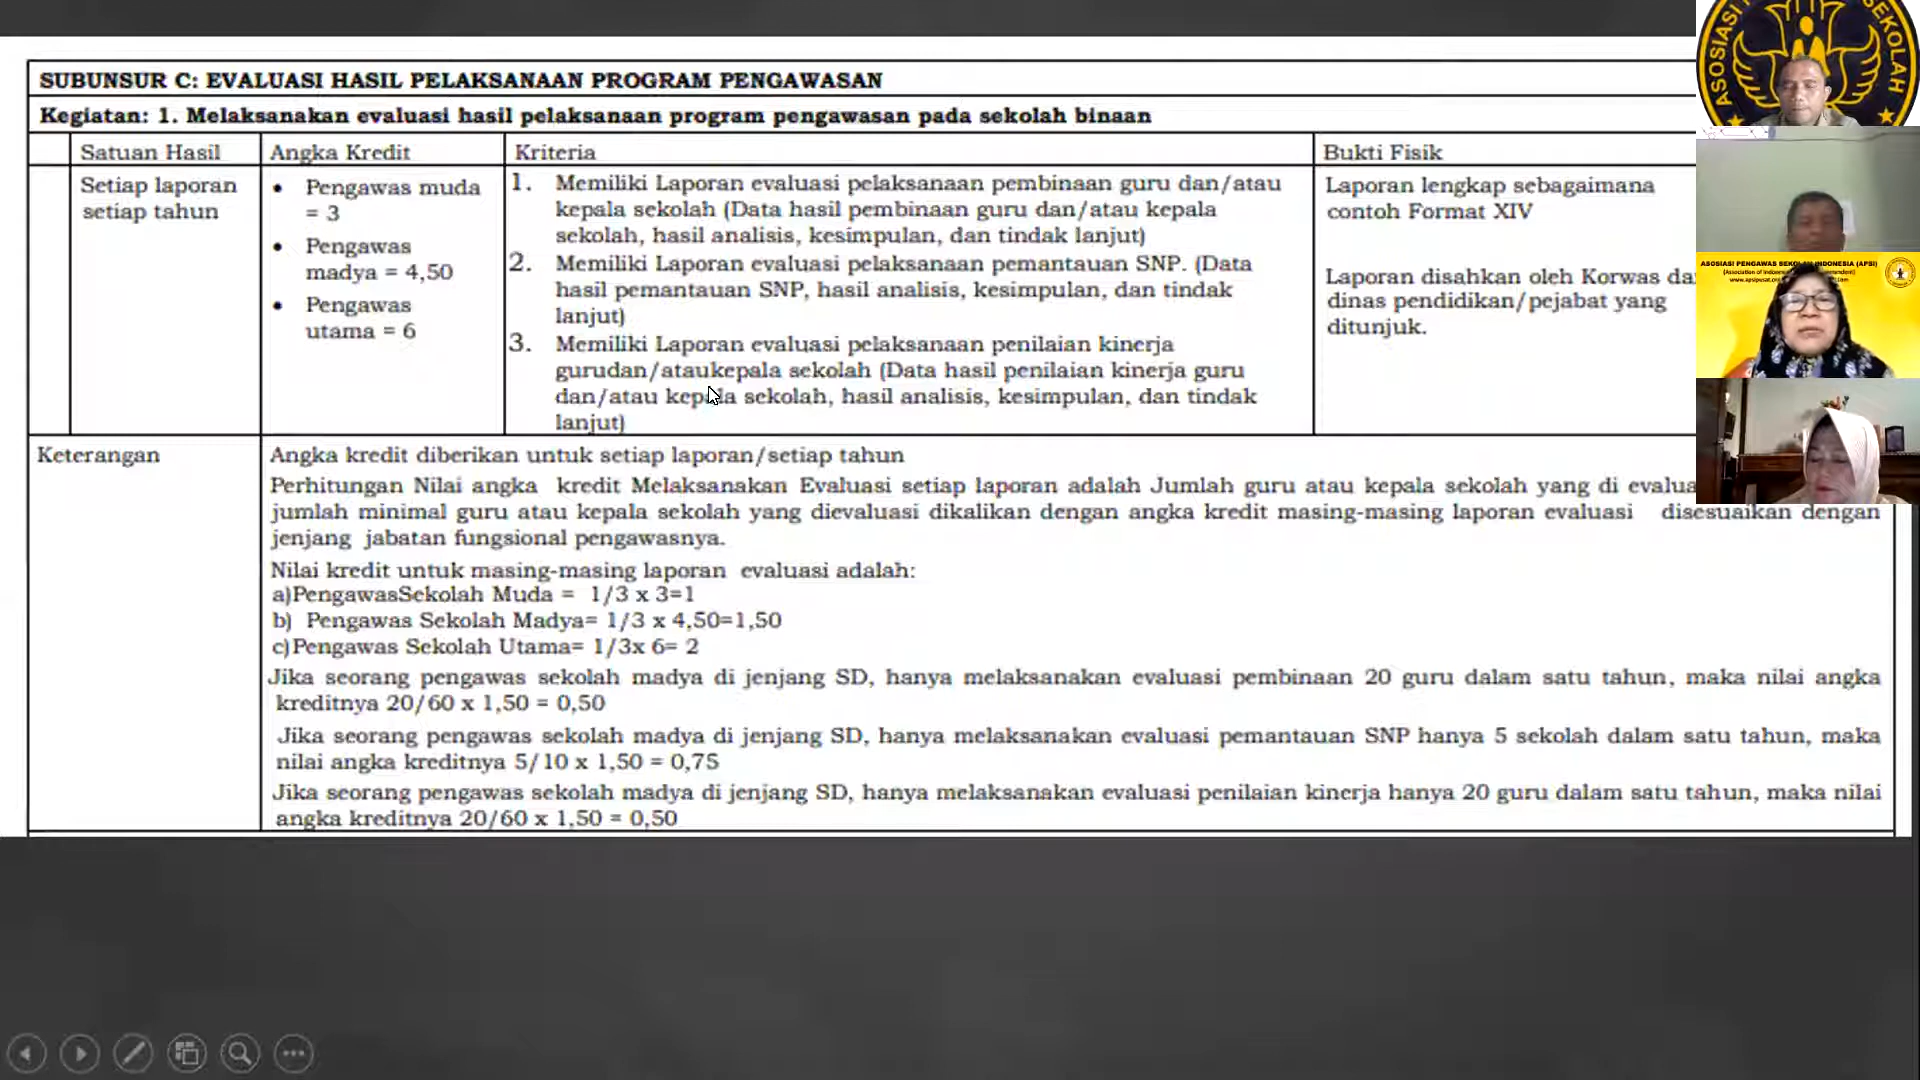 SUBUNSUR C: EVALUASI HASIL PELAKSANAAN PROGRAM PENGAWASAN
Kegiatan: 1. Melaksanakan evaluasi hasil pelaksanaan program pengawasan pada sekolah binaan
Satuan Hasil
Angka Kredit
Kriteria
Bukti Fisik
Setiap laporan
setiap tahun
• Pengawas muda
= 3
• Pengawas
madya = 4,50
• Pengawas
utama = 6
1. Memiliki Laporan evaluasi pelaksanaan pembinaan guru dan/atau
kepala sekolah (Data hasil pembinaan guru dan/atau kepala
sekolah, hasil analisis, kesimpulan, dan tindak lanjut)
2. Memiliki Laporan evaluasi pelaksanaan pemantauan SNP. (Data
hasil pemantauan SNP, hasil analisis, kesimpulan, dan tindak
lanjut)
3. Memiliki Laporan evaluasi pelaksanaan penilaian kinerja
gurudan/ataukepala sekolah (Data hasil penilaian kinerja guru
dan/atau kepala sekolah, hasil analisis, kesimpulan, dan tindak
lanjut)
Laporan lengkap sebagaimana
contoh Format XIV
Laporan disahkan oleh Korwas da
dinas pendidikan/pejabat yang
ditunjuk.
Keterangan
Angka kredit diberikan untuk setiap laporan/setiap tahun
Perhitungan Nilai angka kredit Melaksanakan Evaluasi setiap laporan adalah Jumlah guru atau kepala sekolah yang di evalua
jumlah minimal guru atau kepala sekolah yang dievaluasi dikalikan dengan angka kredit masing-masing laporan evaluasi disesuaikan dengan
jenjang jabatan fungsional pengawasnya.
Nilai kredit untuk masing-masing laporan evaluasi adalah:
a)PengawasSekolah Muda = 1/3 x 3=1
b) Pengawas Sekolah Madya= 1/3 x 4,50=1,50
c)Pengawas Sekolah Utama= 1/3x 6= 2
Jika seorang pengawas sekolah madya di jenjang SD, hanya melaksanakan evaluasi pembinaan 20 guru dalam satu tahun, maka nilai angka
kreditnya 20/60 x 1,50 = 0,50
Jika seorang pengawas sekolah madya di jenjang SD, hanya melaksanakan evaluasi pemantauan SNP hanya 5 sekolah dalam satu tahun, maka
nilai angka kreditnya 5/10 x 1,50 = 0,75
Jika seorang pengawas sekolah madya di jenjang SD, hanya melaksanakan evaluasi penilaian kinerja hanya 20 guru dalam satu tahun, maka nilai
angka kreditnya 20/60 x 1,50 = 0,50
ASOSIASI
SEKOLAH
ASOSIASI PENGAWAS SEKOLAH INDONESIA (APSI)
(Association of